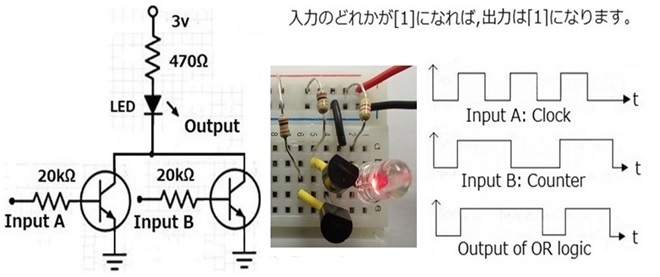 入力のどれかが[1]になれば,出力は「1]になります。
3v
470Ω
LED
Output
20kΩ
20kΩ
Input A
Input B
t
Input A: Clock
t
Input B: Counter
t
Output of OR logic